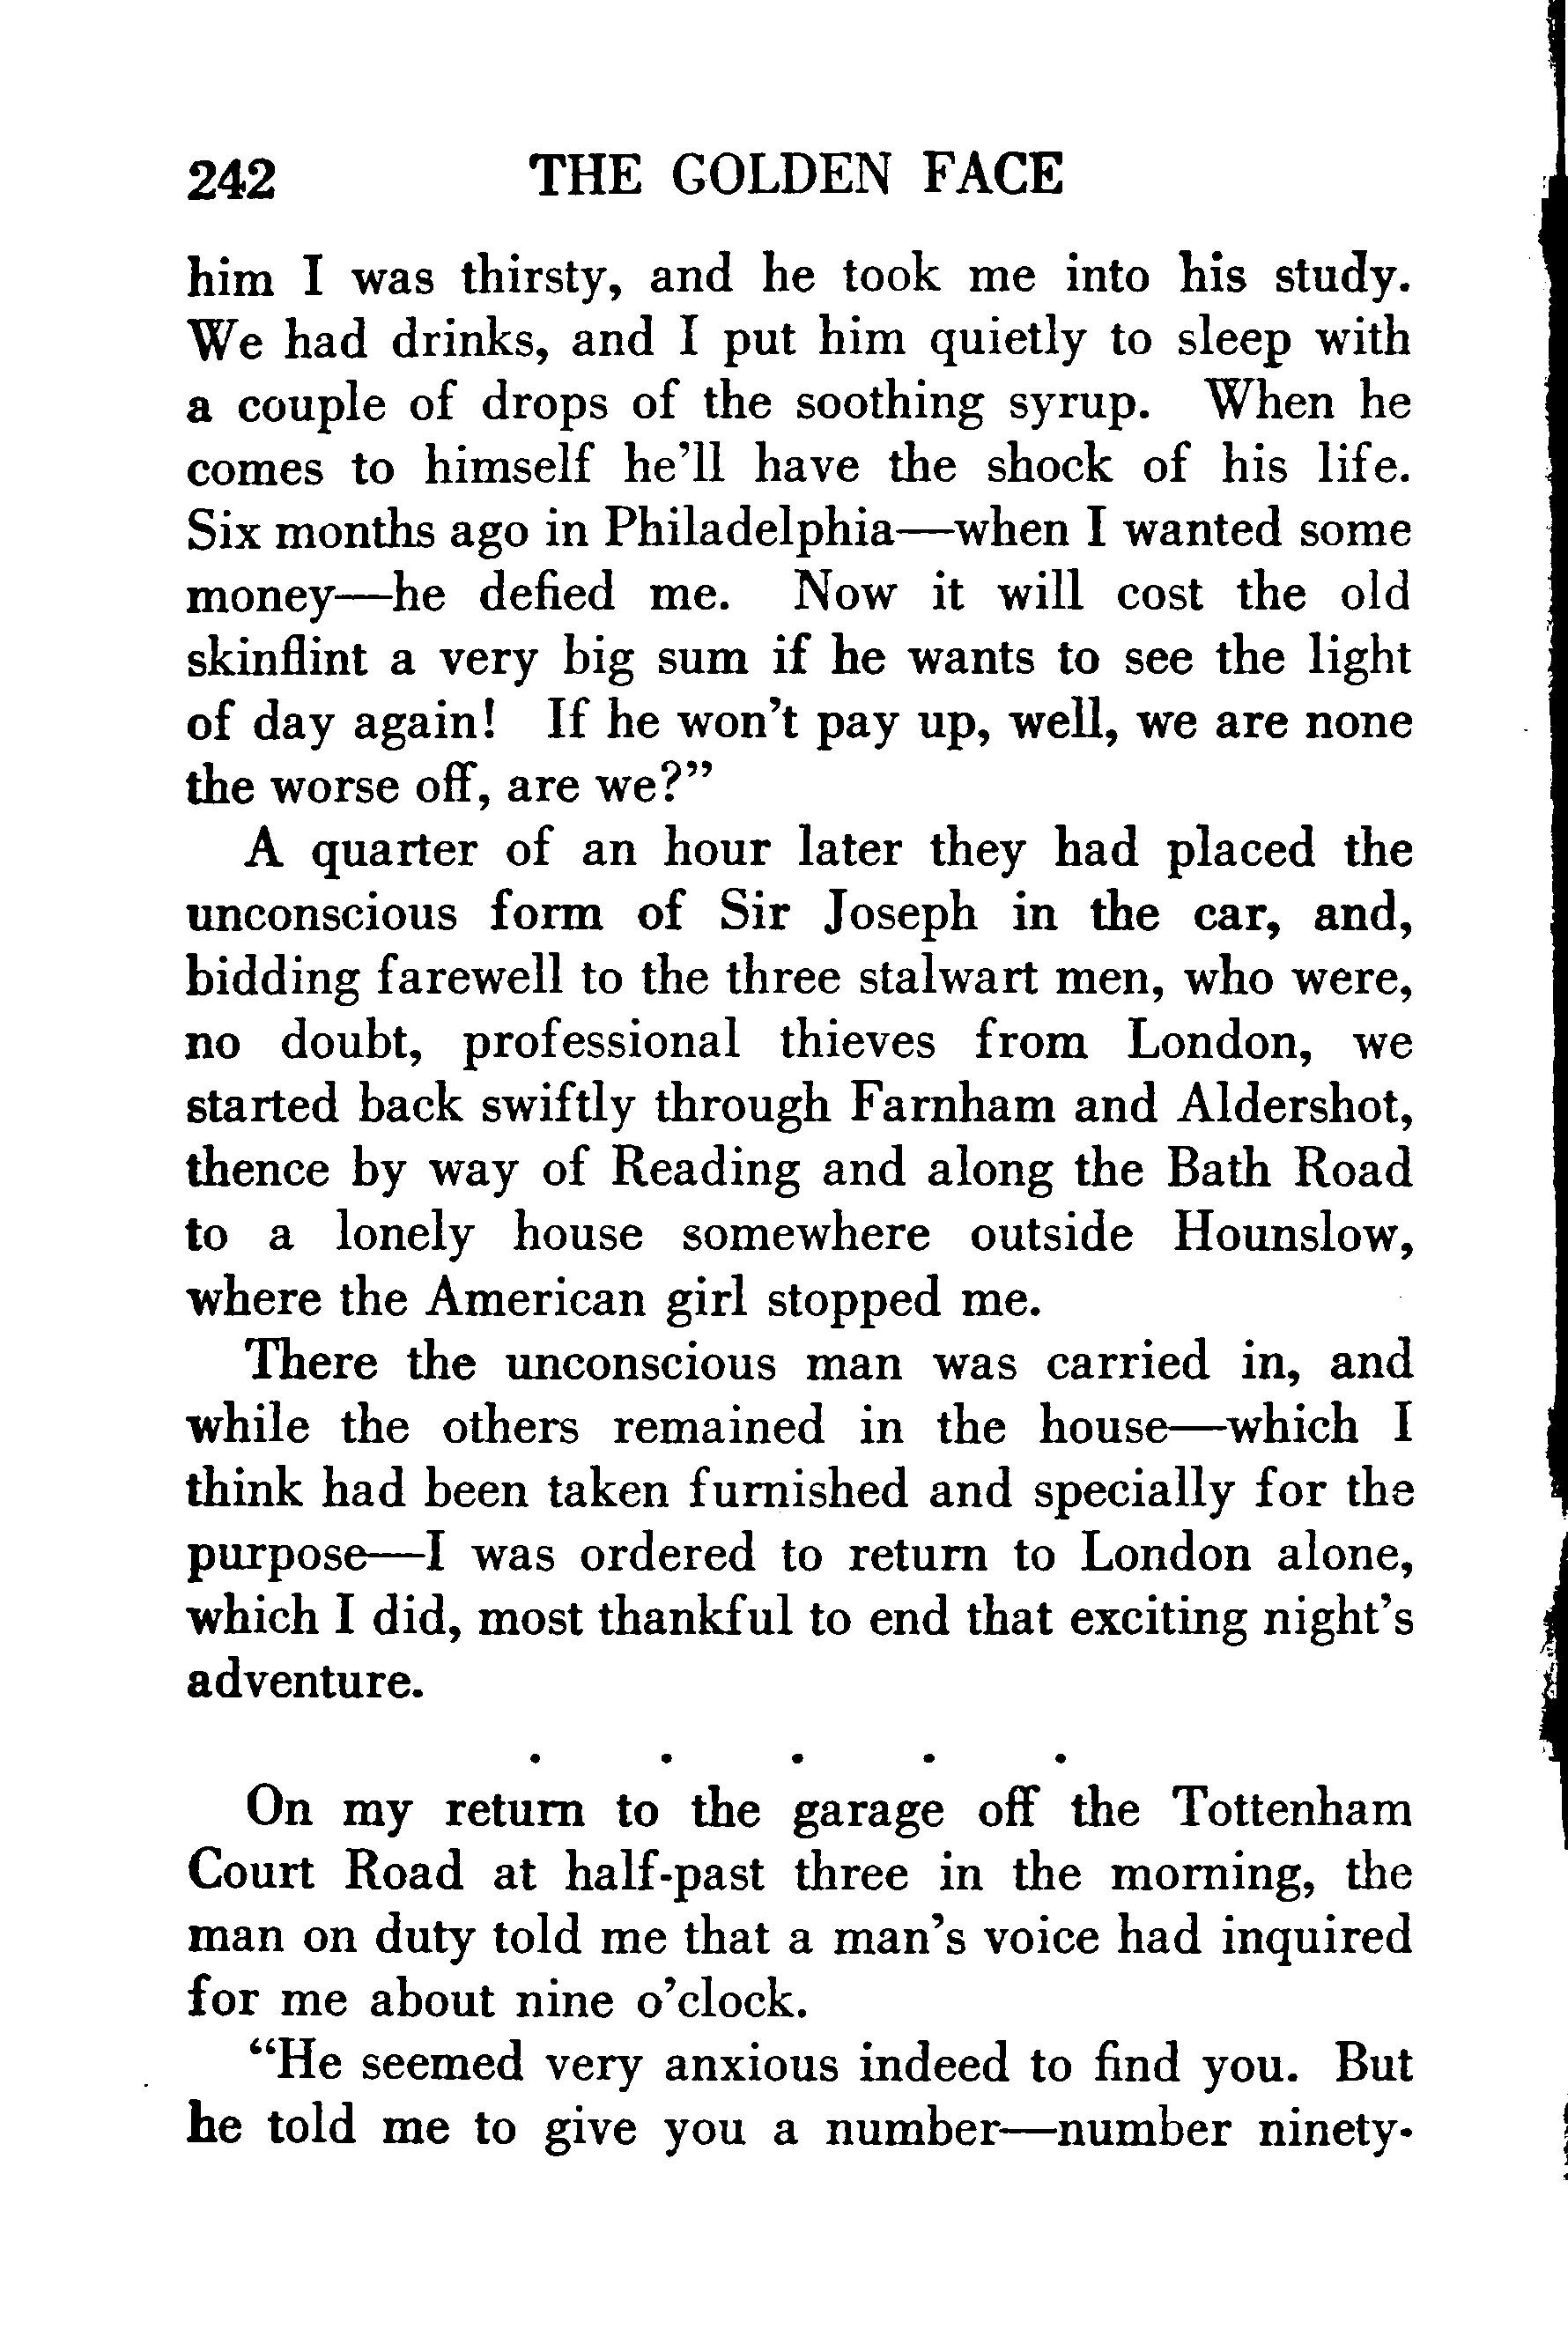 242 THE GOLDEN FACE
him I was thirsty, and he took me into his study.
We had drinks, and I put him quietly to sleep with
a couple of drops of the soothing syrup. When he
comes to himself he'll have the shock of his life.
Six months ago in Philadelphia—when I wanted some
money—he defied me. Now it will cost the old
skinflint a very big sum if he wants to see the light
of day again! If he won't pay up, well, we are none
the worse off, are we?”
A quarter of an hour later they had placed the
unconscious form of Sir Joseph in the car, and,
bidding farewell to the three stalwart men, who were,
no doubt, professional thieves from London, we
started back swiftly through Farnham and Aldershot,
thence by way of Reading and along the Bath Road
to a lonely house somewhere outside Hounslow,
where the American girl stopped me.
There the unconscious man was carried in, and
while the others remained in the house—which I
think had been taken furnished and specially for the
purpose—I was ordered to return to London alone,
which I did, most thankful to end that exciting night's
adventure.
. . . . .
On my return to the garage off the Tottenham
Court Road at half-past three in the morning, the
man on duty told me that a man's voice had inquired
for me about nine o'clock.
“He seemed very anxious indeed to find you. But
he told me to give you a number—number ninety-